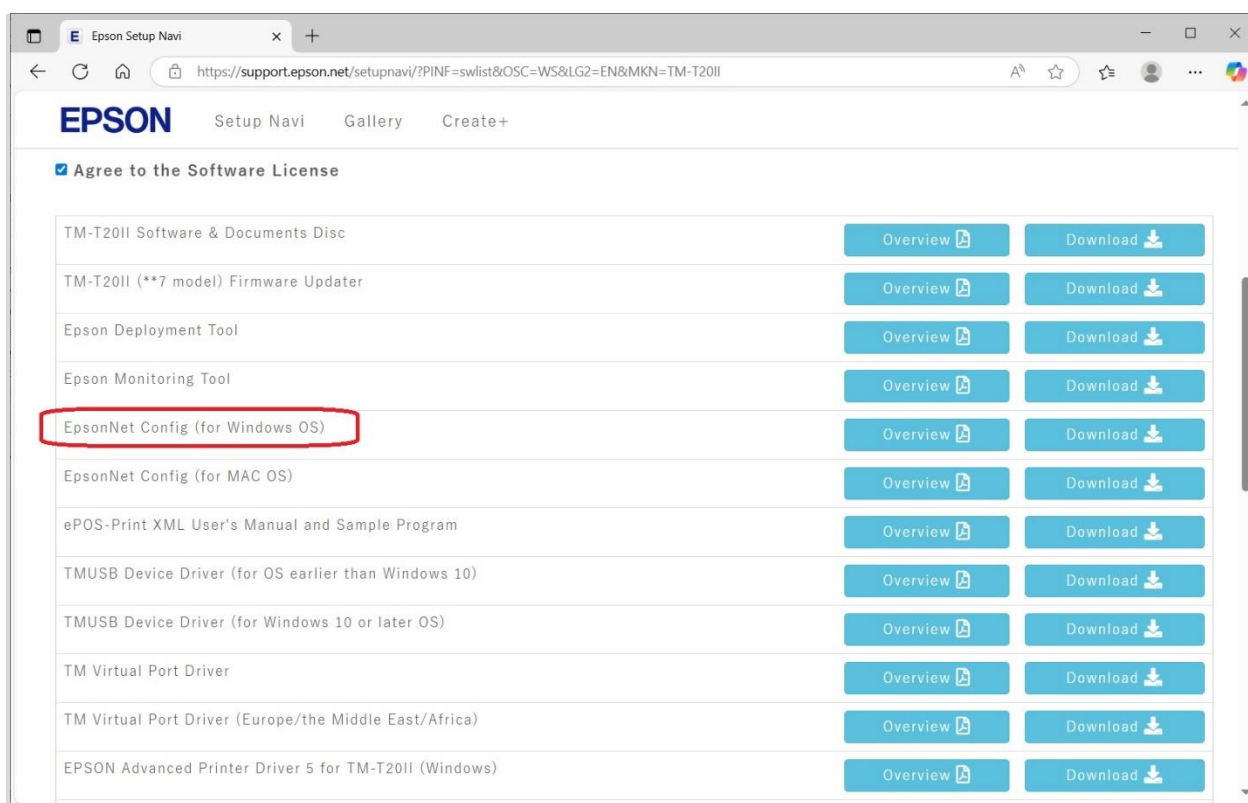 E Epson Setup Navi
https://support.epson.net/setupnavi/?PINF=swlist&OSC=WS&LG2=EN&MKN=TM-T20II
EPSON Setup Navi Gallery Create+
Agree to the Software License
TM-T20II Software & Documents Disc Overview Download
TM-T20II (**7 model) Firmware Updater Overview Download
Epson Deployment Tool Overview Download
Epson Monitoring Tool Overview Download
EpsonNet Config (for Windows OS) Overview Download
EpsonNet Config (for MAC OS) Overview Download
ePOS-Print XML User's Manual and Sample Program Overview Download
TMUSB Device Driver (for OS earlier than Windows 10) Overview Download
TMUSB Device Driver (for Windows 10 or later OS) Overview Download
TM Virtual Port Driver Overview Download
TM Virtual Port Driver (Europe/the Middle East/Africa) Overview Download
EPSON Advanced Printer Driver 5 for TM-T20II (Windows) Overview Download